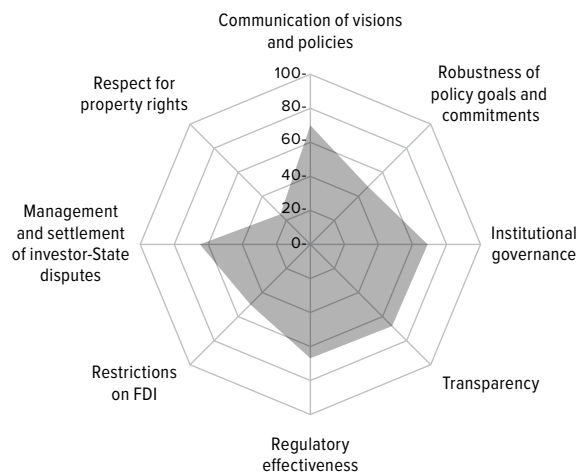 Communication of visions
and policies
Robustness of
policy goals and
commitments
Institutional
governance
Transparency
Regulatory
effectiveness
Restrictions
on FDI
Management
and settlement
of investor-State
disputes
Respect for
property rights
100-
80-
60-
40-
20-
0-